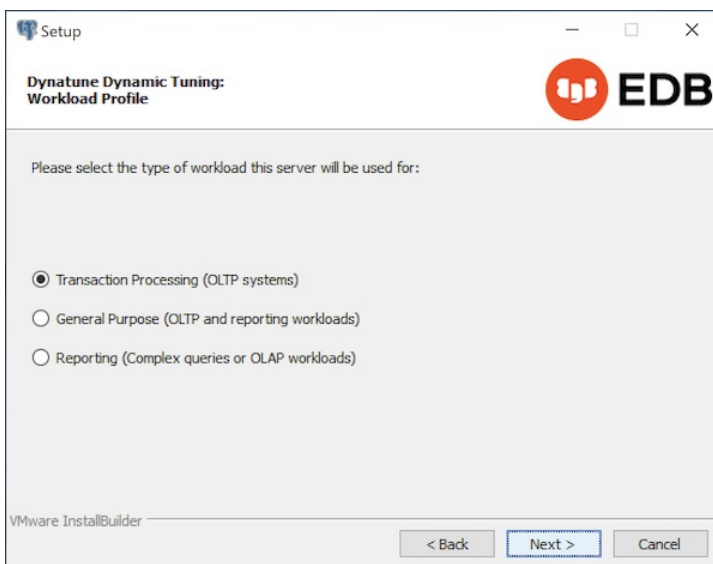 Setup
Dynatune Dynamic Tuning:
Workload Profile
EDB
Please select the type of workload this server will be used for:
Transaction Processing (OLTP systems)
General Purpose (OLTP and reporting workloads)
Reporting (Complex queries or OLAP workloads)
VMware InstallBuilder
< Back
Next >
Cancel